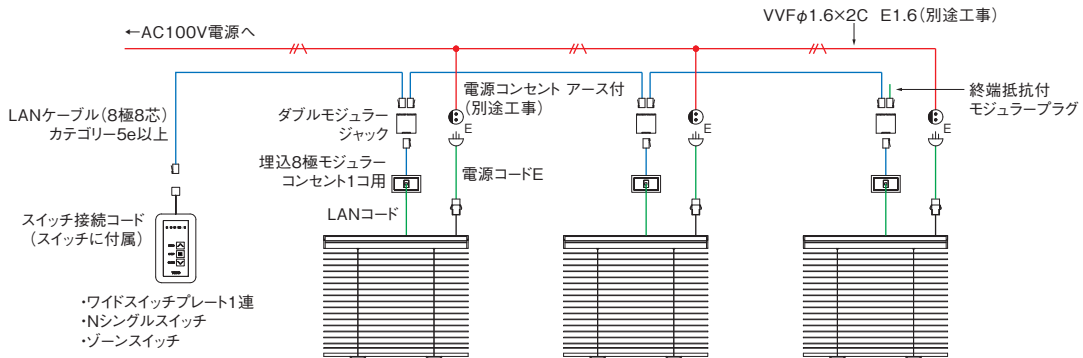 VVFφ1.6×2C E1.6(別途工事)
←AC100V電源へ
LANケーブル(8極8芯)
カテゴリー5e以上
ダブルモジュラー
ジャック
電源コンセント アース付
(別途工事)
E
E
E
終端抵抗付
モジュラープラグ
埋込8極モジュラー
コンセント1コ用
電源コードE
LANコード
スイッチ接続コード
(スイッチに付属)
・ワイドスイッチプレート1連
・Nシングルスイッチ
・ゾーンスイッチ